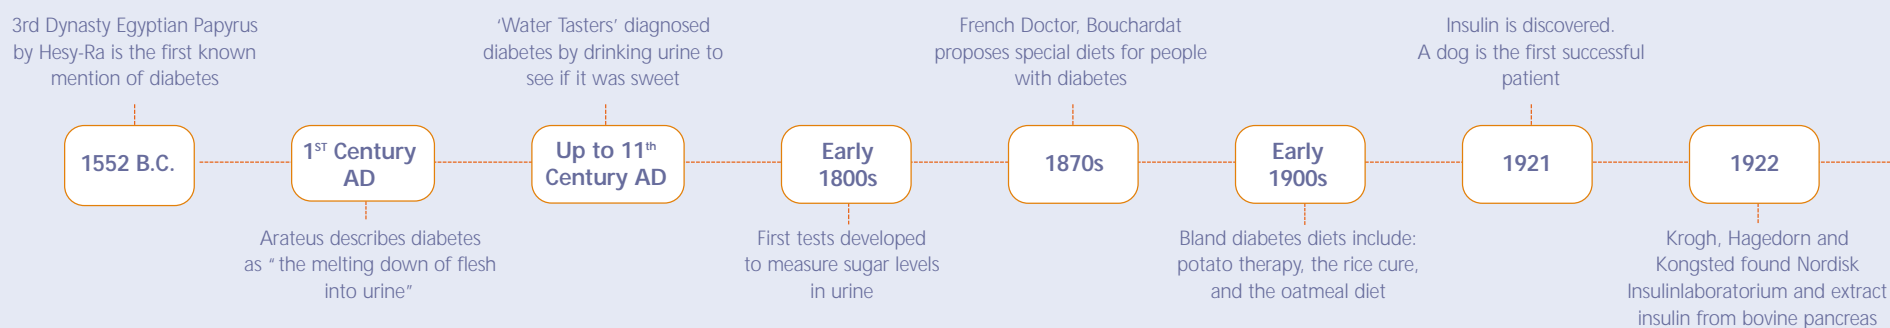 3rd Dynasty Egyptian Papyrus
by Hesy-Ra is the first known
mention of diabetes
1552 B.C.
1ST Century
AD
Arateus describes diabetes
as “ the melting down of flesh
into urine”
‘Water Tasters’ diagnosed
diabetes by drinking urine to
see if it was sweet
Up to 11th
Century AD
Early
1800s
First tests developed
to measure sugar levels
in urine
French Doctor, Bouchardat
proposes special diets for people
with diabetes
1870s
Early
1900s
Bland diabetes diets include:
potato therapy, the rice cure,
and the oatmeal diet
Insulin is discovered.
A dog is the first successful
patient
1921
1922
Krogh, Hagedorn and
Kongsted found Nordisk
Insulinlaboratorium and extract
insulin from bovine pancreas